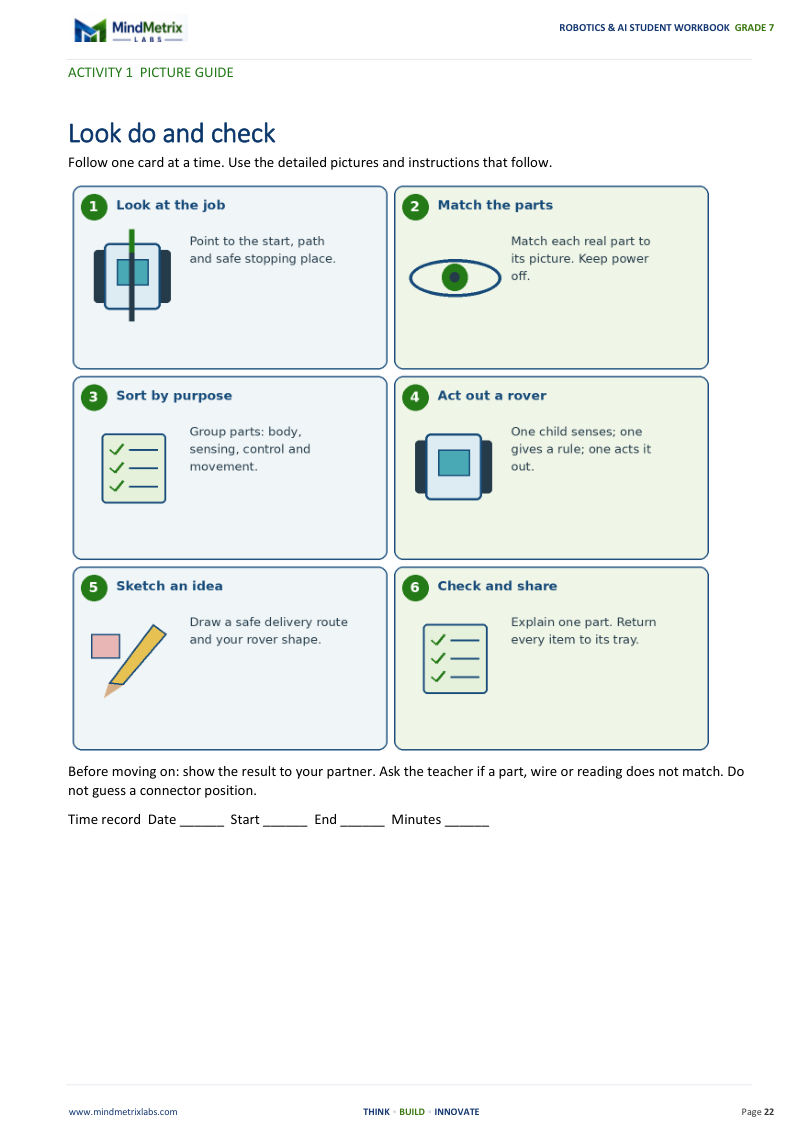 MindMetrix
LABS
ROBOTICS & AI STUDENT WORKBOOK GRADE 7
ACTIVITY 1 PICTURE GUIDE
Look do and check
Follow one card at a time. Use the detailed pictures and instructions that follow.
1 Look at the job
Point to the start, path
and safe stopping place.
2 Match the parts
Match each real part to
its picture. Keep power
off.
3 Sort by purpose
Group parts: body,
sensing, control and
movement.
4 Act out a rover
One child senses; one
gives a rule; one acts it
out.
5 Sketch an idea
Draw a safe delivery route
and your rover shape.
6 Check and share
Explain one part. Return
every item to its tray.
Before moving on: show the result to your partner. Ask the teacher if a part, wire or reading does not match. Do
not guess a connector position.
Time record Date ______ Start ______ End ______ Minutes ______
www.mindmetrixlabs.com
THINK • BUILD • INNOVATE
Page 22